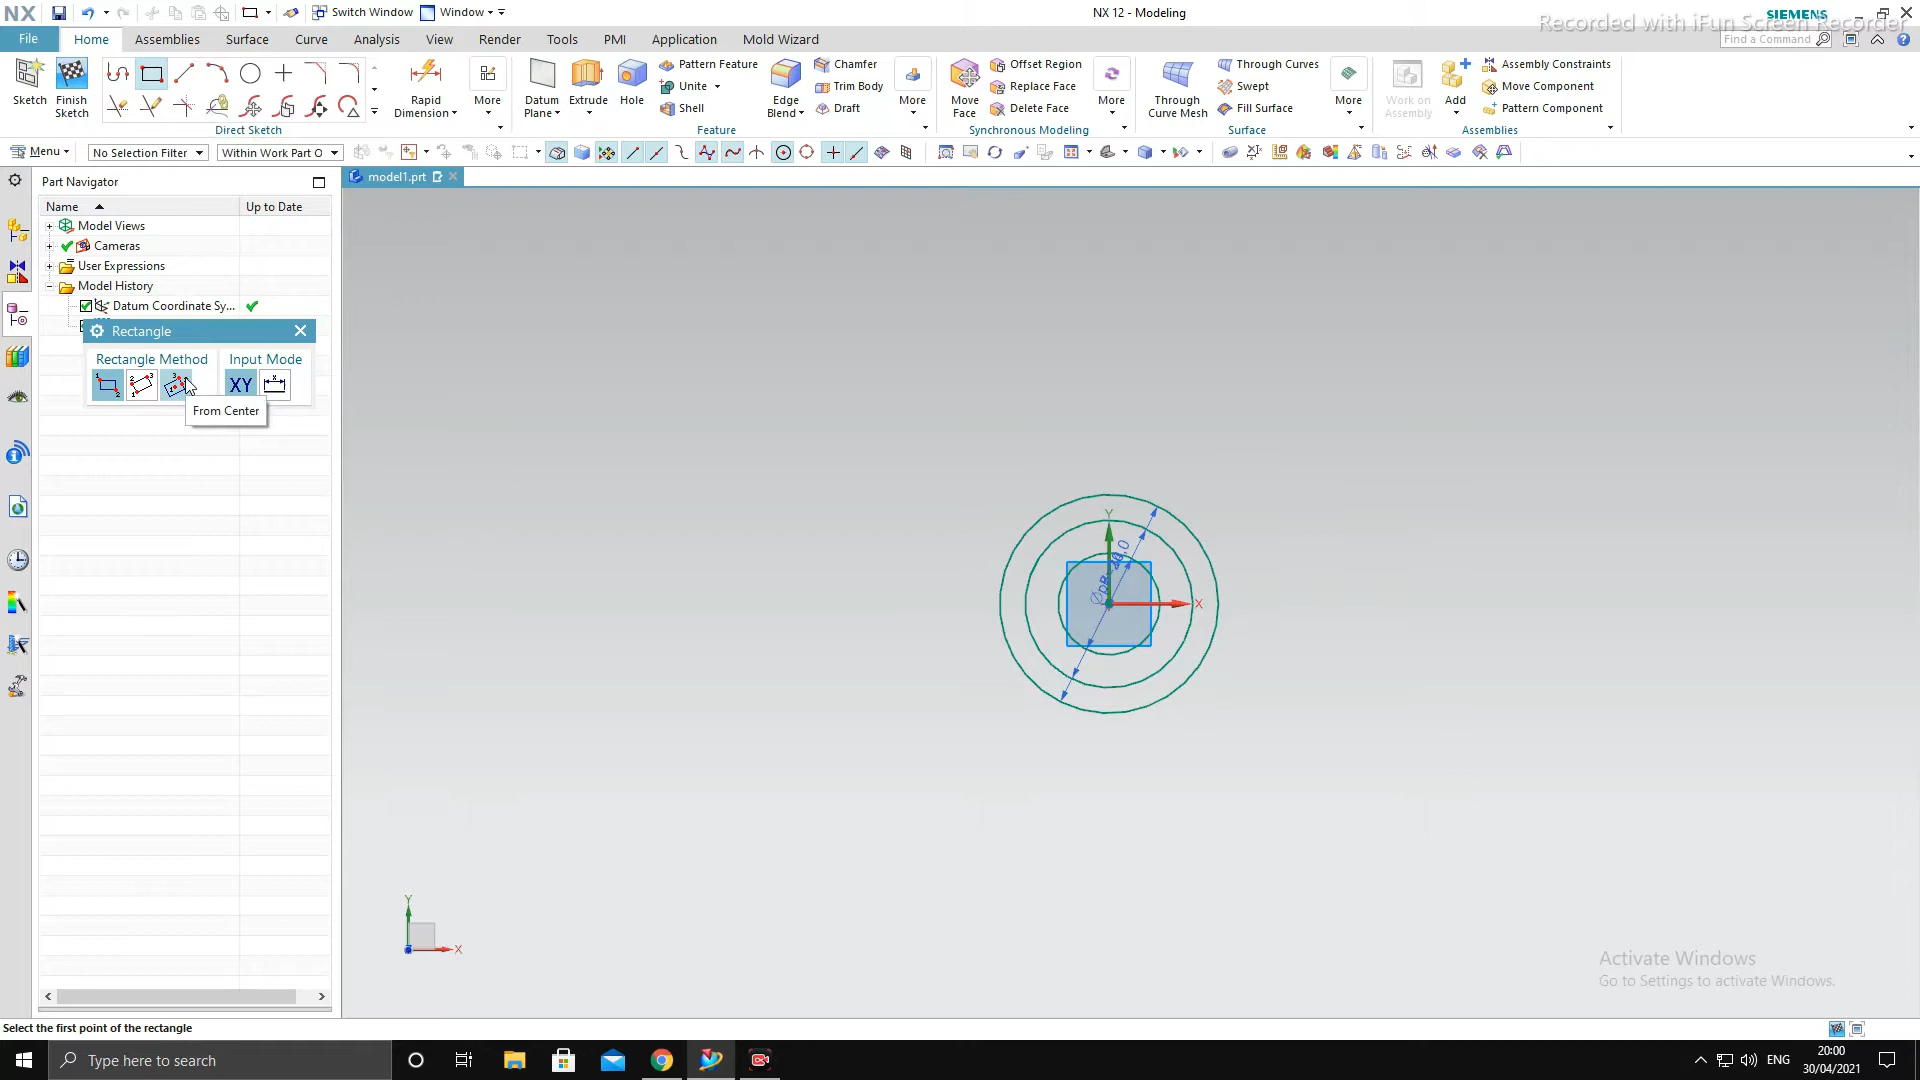 NX
Switch Window
Window
NX 12 - Modeling
SIEMENS
Recorded with iFun Screen Recorder
File
Home
Assemblies
Surface
Curve
Analysis
View
Render
Tools
PMI
Application
Mold Wizard
Find a Command
Sketch
Finish Sketch
Direct Sketch
Rapid Dimension
More
Datum Plane
Extrude
Hole
Pattern Feature
Unite
Shell
Edge Blend
Chamfer
Trim Body
Draft
More
Feature
Move Face
Offset Region
Replace Face
Delete Face
More
Synchronous Modeling
Through Curve Mesh
Through Curves
Swept
Fill Surface
More
Surface
Work on Assembly
Add
Assembly Constraints
Move Component
Pattern Component
Assemblies
Menu
No Selection Filter
Within Work Part O
Part Navigator
model1.prt
Name
Up to Date
Model Views
Cameras
User Expressions
Model History
Datum Coordinate Sy...
Rectangle
Rectangle Method
Input Mode
XY
From Center
Y
X
Y
X
Activate Windows
Go to Settings to activate Windows.
Select the first point of the rectangle
Type here to search
ENG
20:00
30/04/2021